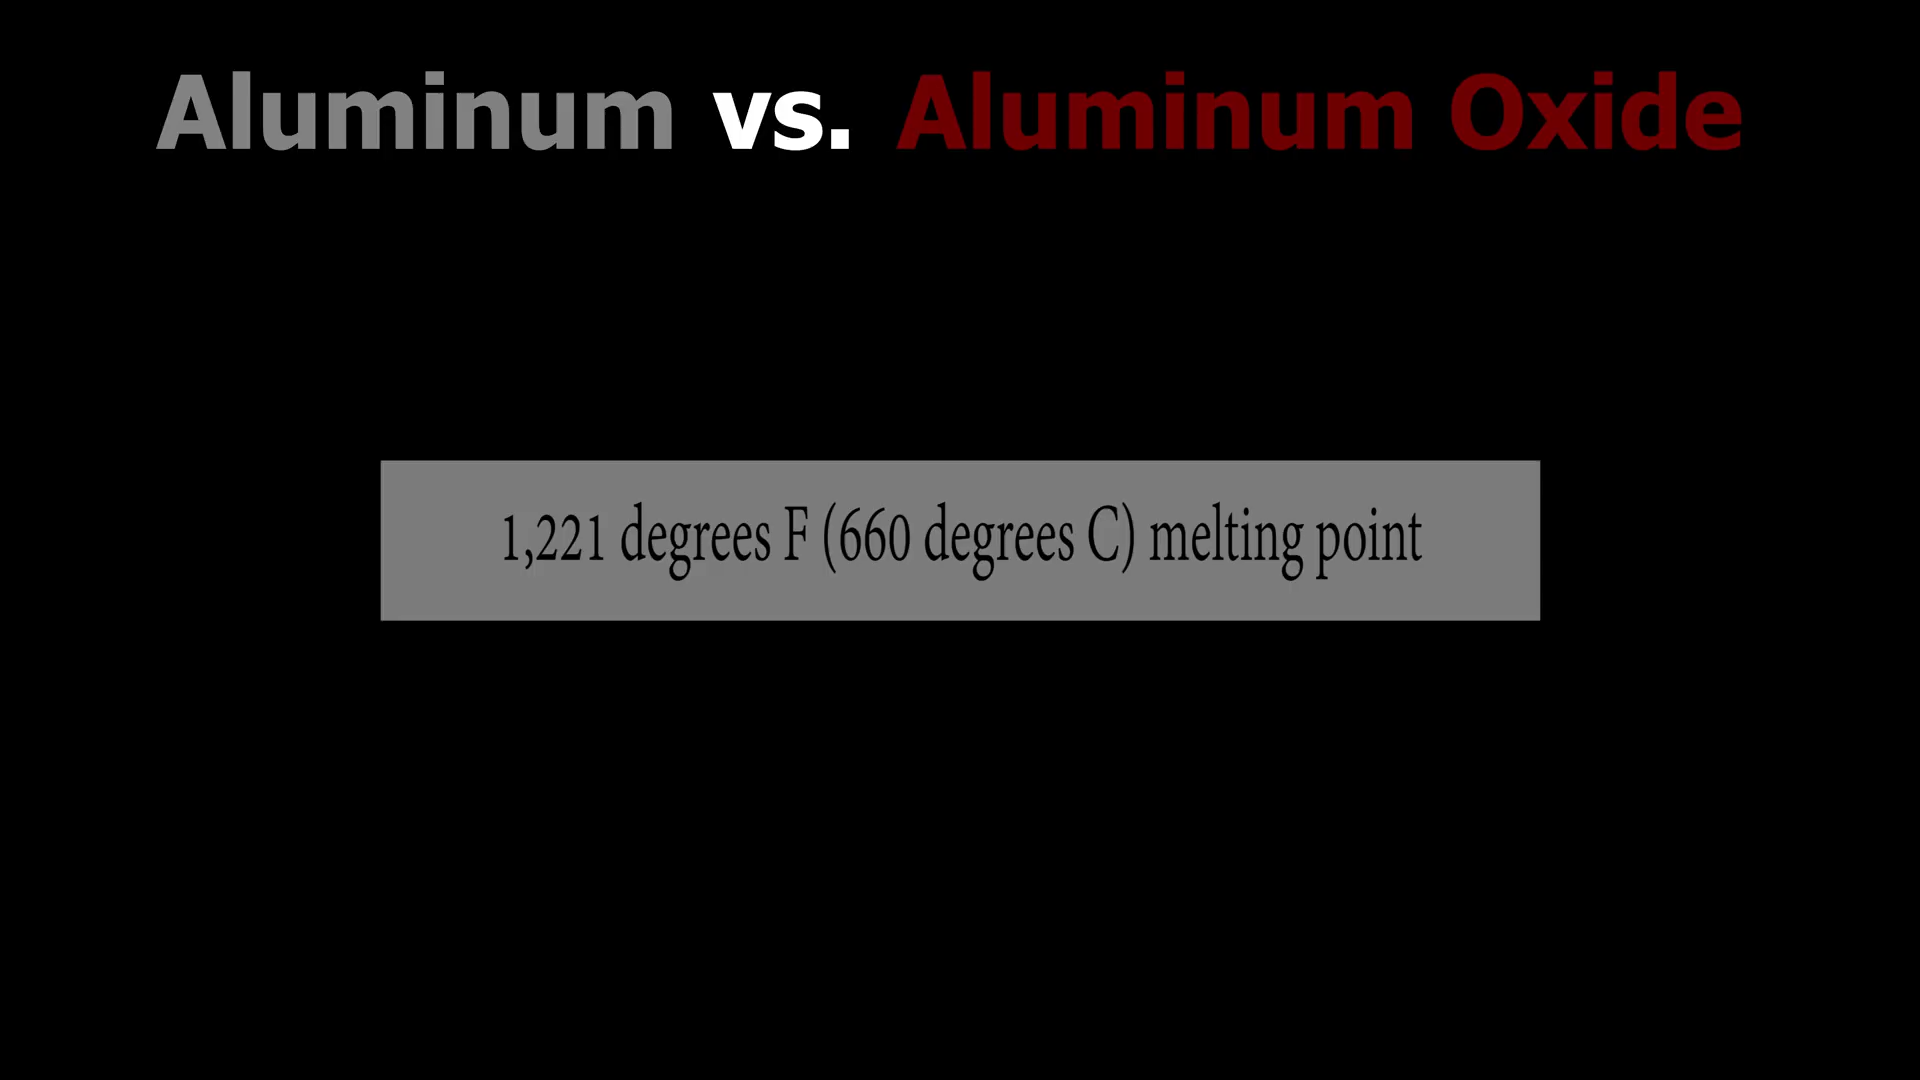 Aluminum vs. Aluminum Oxide
1,221 degrees F (660 degrees C) melting point